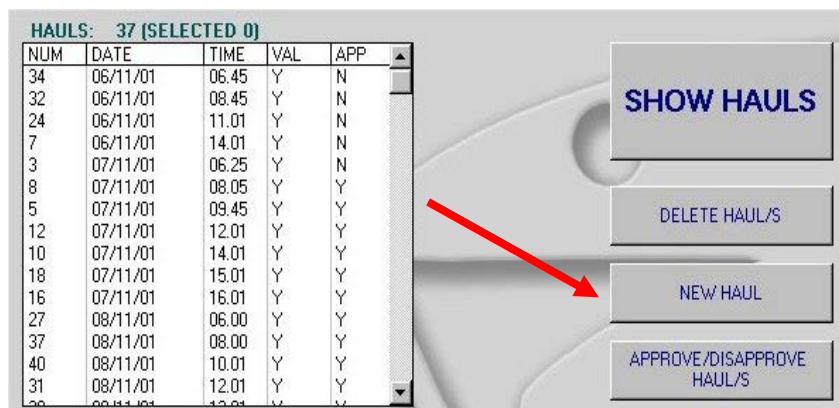 HAULS: 37 (SELECTED 0)
NUM DATE TIME VAL APP
34 06/11/01 06.45 Y N
32 06/11/01 08.45 Y N
24 06/11/01 11.01 Y N
7 06/11/01 14.01 Y N
3 07/11/01 06.25 Y N
8 07/11/01 08.05 Y Y
5 07/11/01 09.45 Y Y
12 07/11/01 12.01 Y Y
10 07/11/01 14.01 Y Y
18 07/11/01 15.01 Y Y
16 07/11/01 16.01 Y Y
27 08/11/01 06.00 Y Y
37 08/11/01 08.00 Y Y
40 08/11/01 10.01 Y Y
31 08/11/01 12.01 Y Y
SHOW HAULS
DELETE HAUL/S
NEW HAUL
APPROVE/DISAPPROVE
HAUL/S